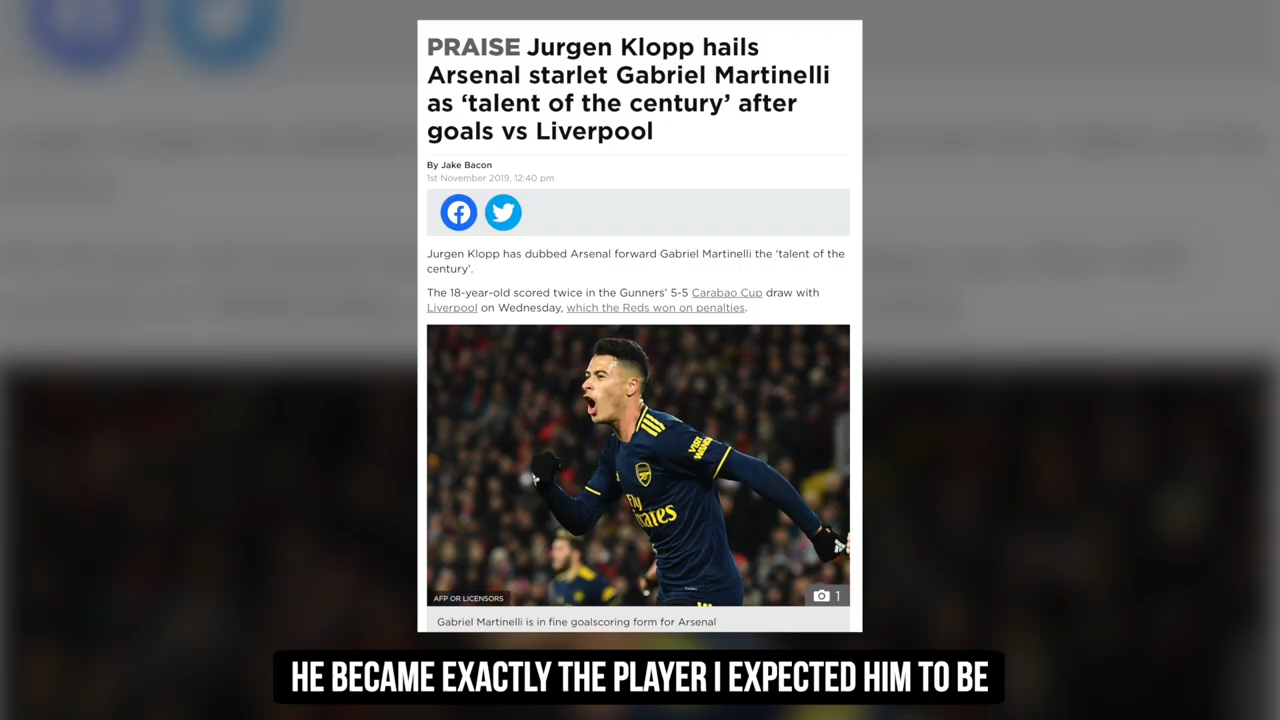 PRAISE Jurgen Klopp hails
Arsenal starlet Gabriel Martinelli
as ‘talent of the century’ after
goals vs Liverpool
By Jake Bacon
1st November 2019, 12:40 pm
Jurgen Klopp has dubbed Arsenal forward Gabriel Martinelli the ‘talent of the
century’.
The 18-year-old scored twice in the Gunners’ 5-5 Carabao Cup draw with
Liverpool on Wednesday, which the Reds won on penalties.
VISIT
Fly
Emirates
AFP OR LICENSORS
1
Gabriel Martinelli is in fine goalscoring form for Arsenal
HE BECAME EXACTLY THE PLAYER I EXPECTED HIM TO BE